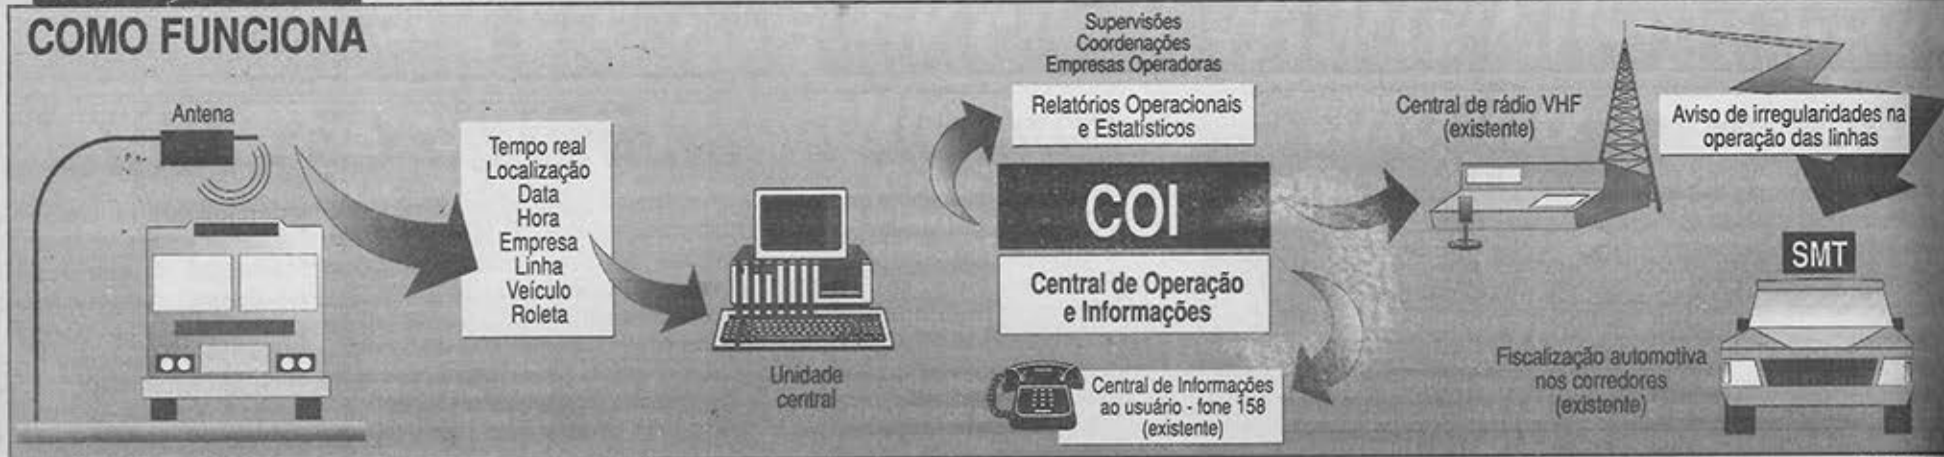 COMO FUNCIONA
Antena
Tempo real
Localização
Data
Hora
Empresa
Linha
Veículo
Roleta
Unidade
central
Supervisões
Coordenações
Empresas Operadoras
Relatórios Operacionais
e Estatísticos
COI
Central de Operação
e Informações
Central de Informações
ao usuário - fone 158
(existente)
Central de rádio VHF
(existente)
Aviso de irregularidades na
operação das linhas
SMT
Fiscalização automotiva
nos corredores
(existente)